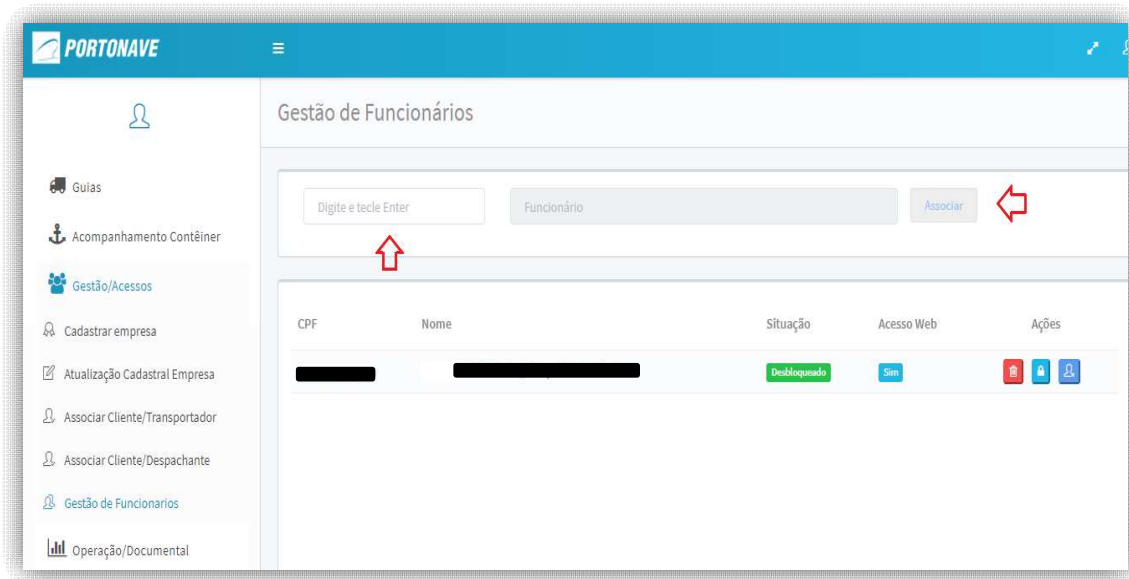 PORTONAVE
Gestão de Funcionários
Guias
Acompanhamento Contêiner
Gestão/Acessos
Cadastrar empresa
Atualização Cadastral Empresa
Associar Cliente/Transportador
Associar Cliente/Despachante
Gestão de Funcionarios
Operação/Documental
Digite e tecle Enter
Funcionário
Associar
CPF Nome Situação Acesso Web Ações
Desbloqueado Sim